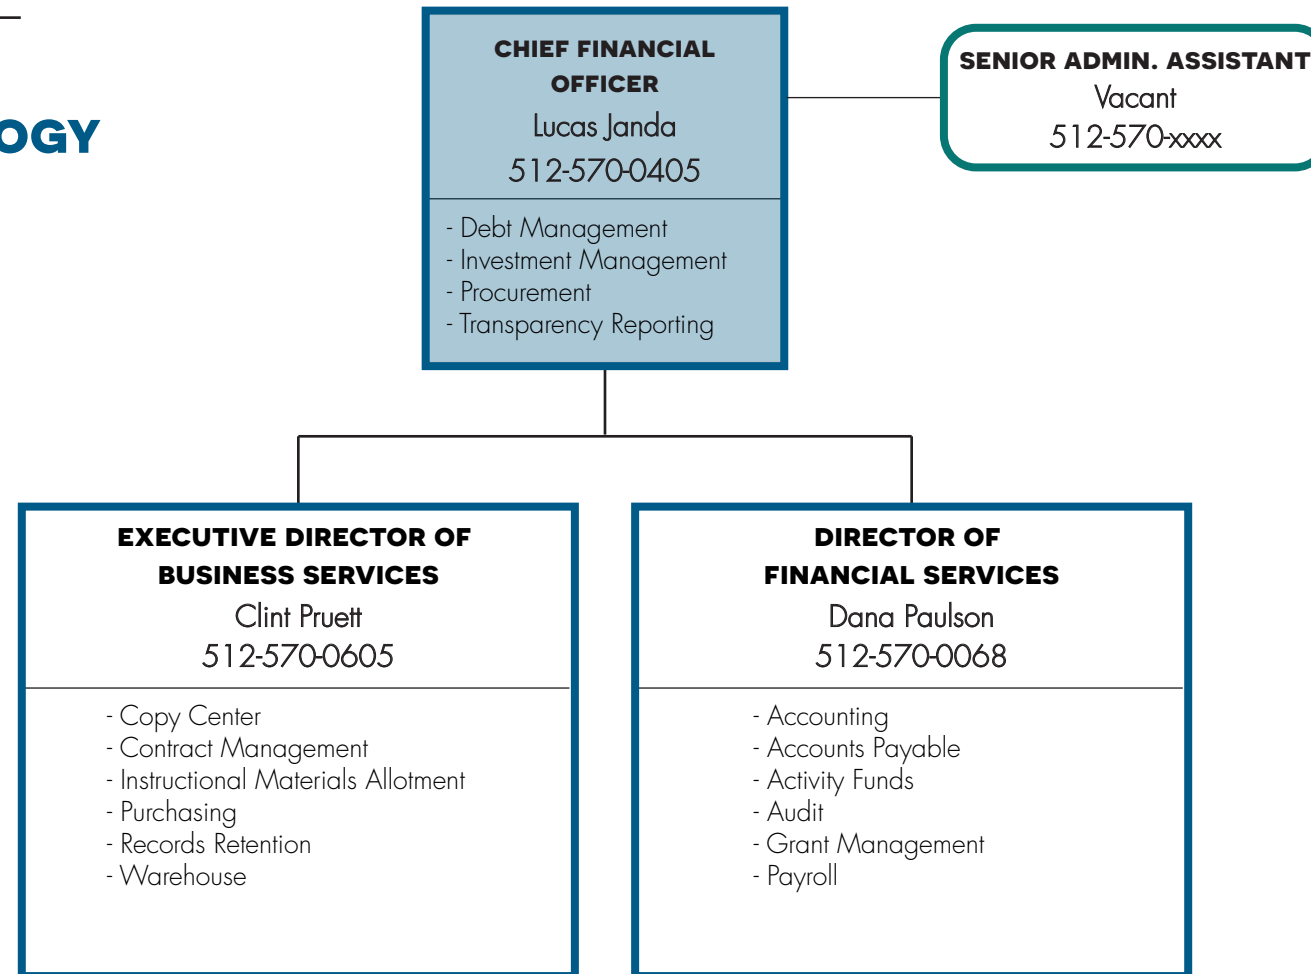 OGY
CHIEF FINANCIAL
OFFICER
Lucas Janda
512-570-0405
- Debt Management
- Investment Management
- Procurement
- Transparency Reporting
SENIOR ADMIN. ASSISTANT
Vacant
512-570-xxxx
EXECUTIVE DIRECTOR OF
BUSINESS SERVICES
Clint Pruett
512-570-0605
- Copy Center
- Contract Management
- Instructional Materials Allotment
- Purchasing
- Records Retention
- Warehouse
DIRECTOR OF
FINANCIAL SERVICES
Dana Paulson
512-570-0068
- Accounting
- Accounts Payable
- Activity Funds
- Audit
- Grant Management
- Payroll